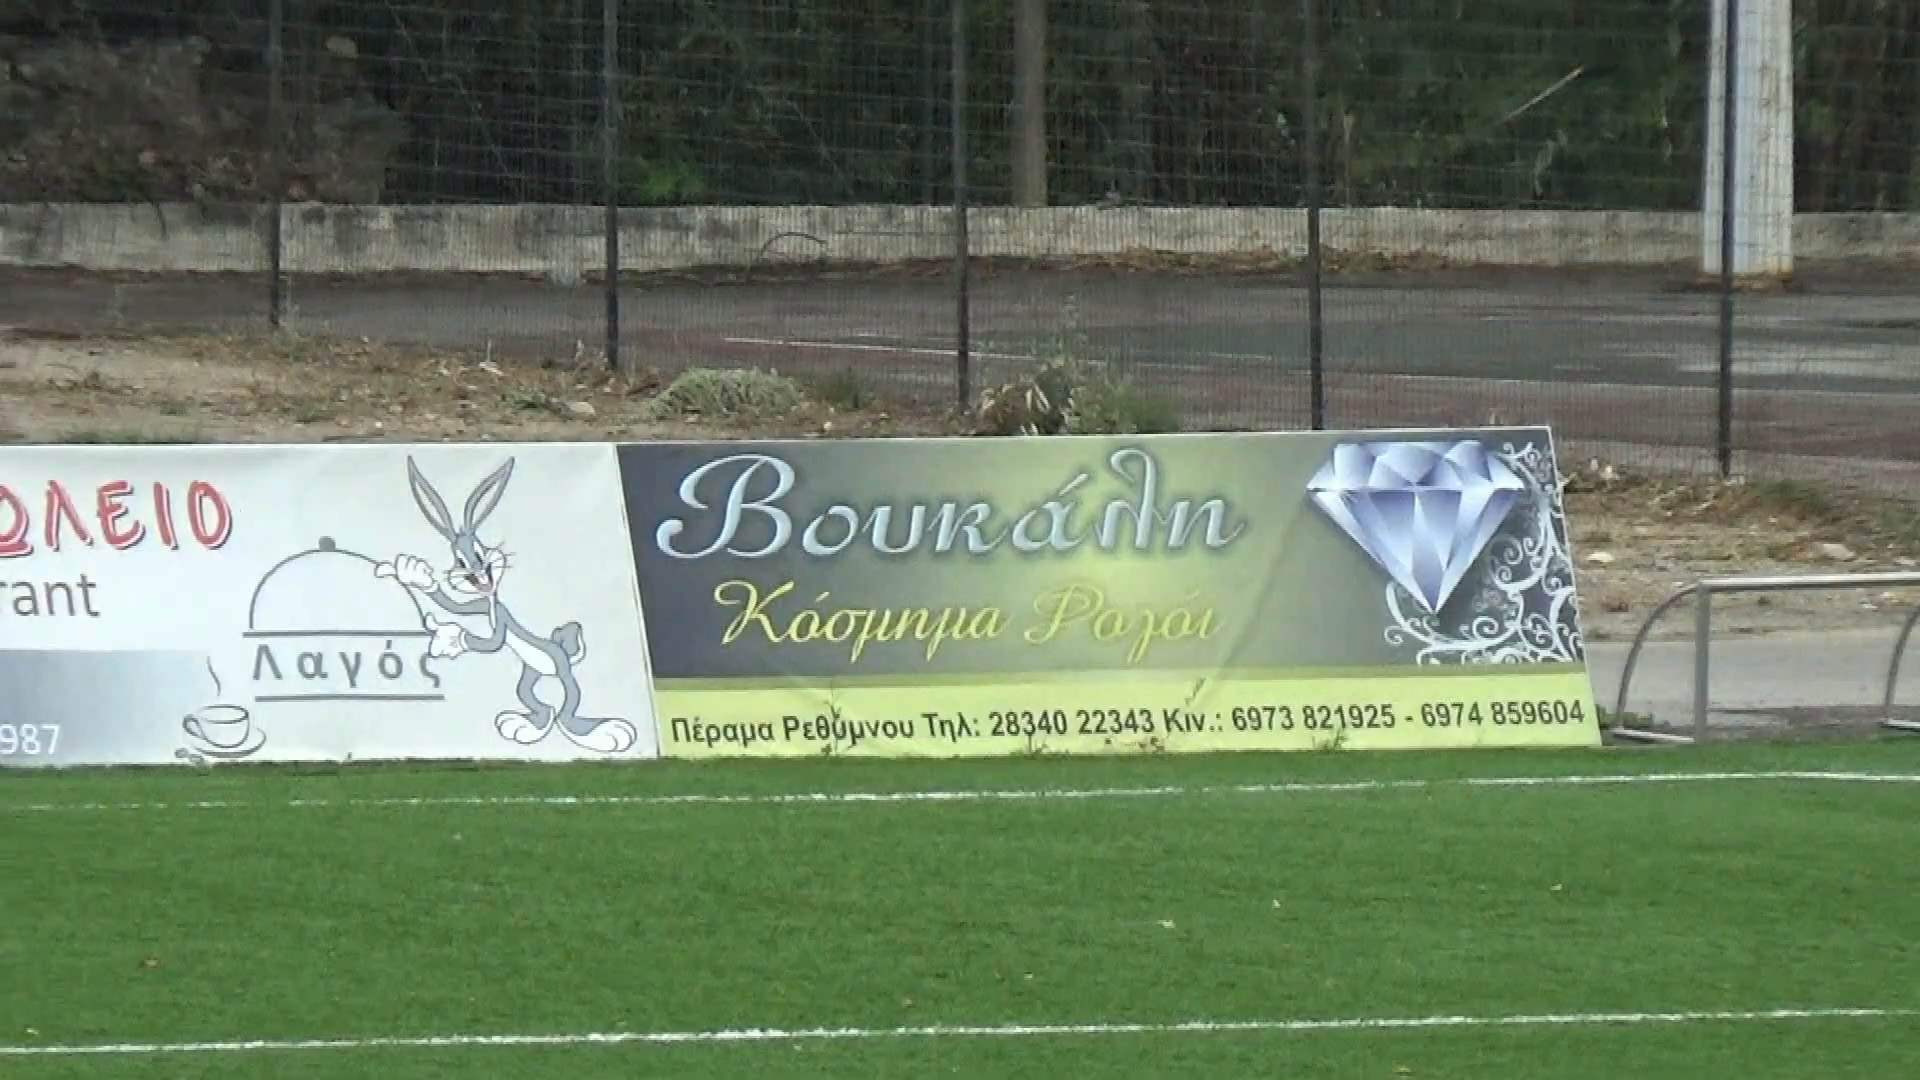 ΩΛΕΙΟ
rant
Λαγός
987
Βουκάλη
Κόσμημα Ρολόι
Πέραμα Ρεθύμνου Τηλ: 28340 22343 Κιν.: 6973 821925 - 6974 859604